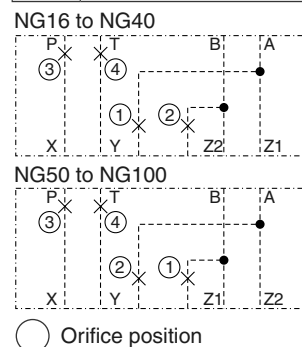 NG16 to NG40
P T B A
3 4
1 2
X Y Z2 Z1
NG50 to NG100
P T B A
3 4
2 1
X Y Z1 Z2
Orifice position